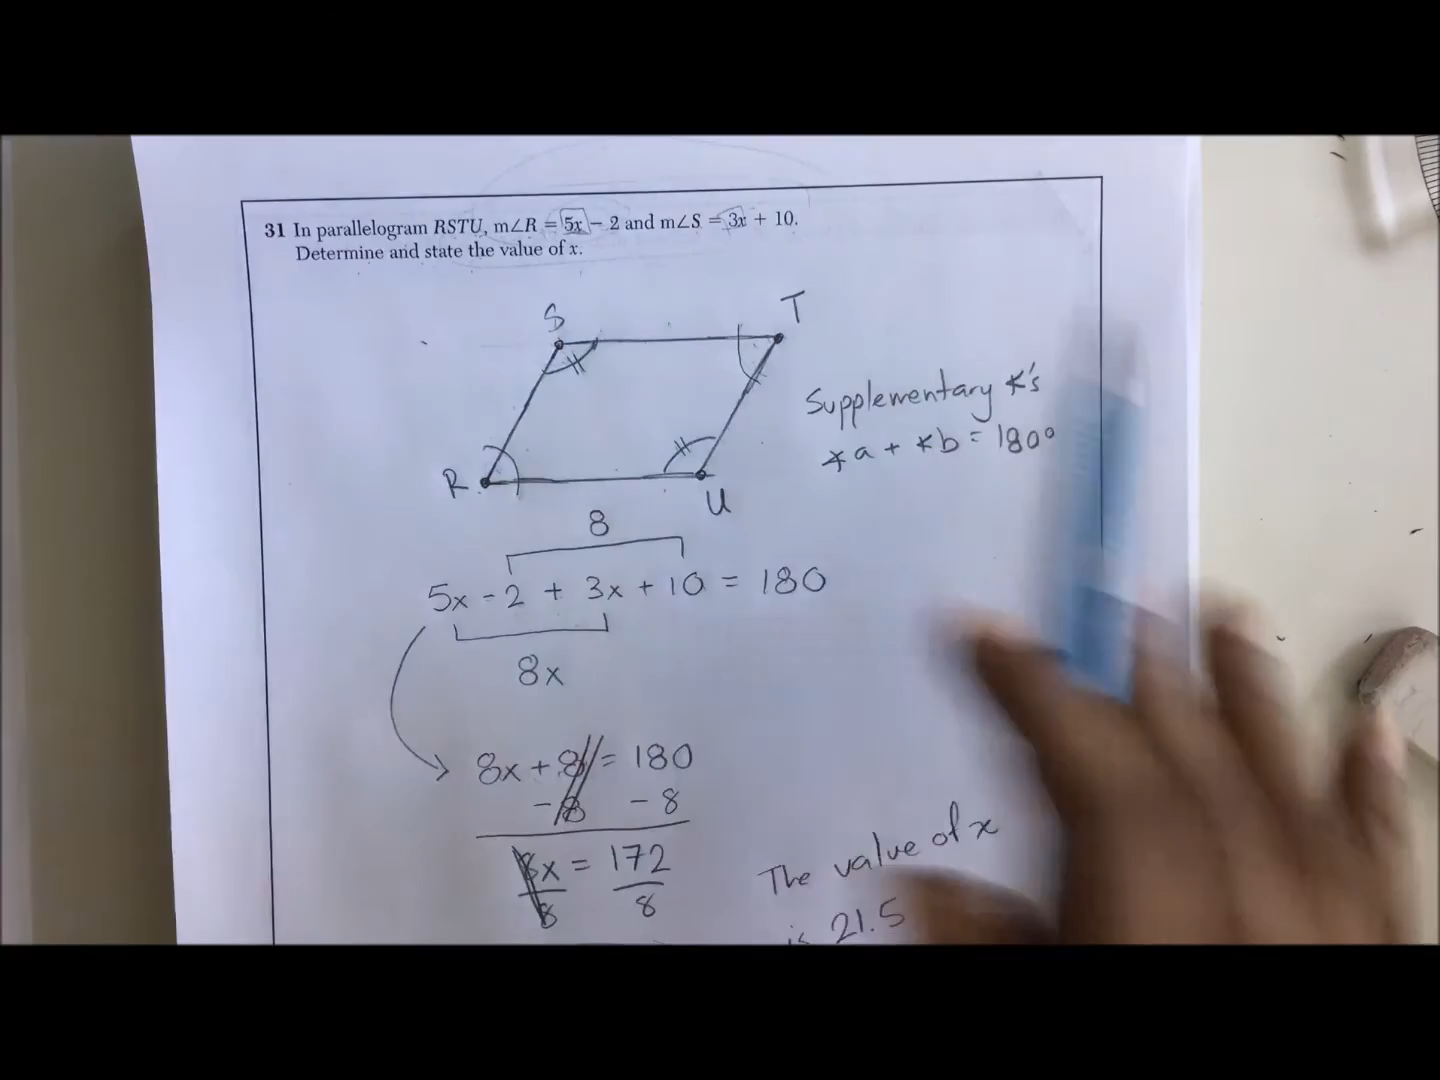 31 In parallelogram RSTU, m∠R = 5x − 2 and m∠S = 3x + 10.
Determine and state the value of x.
S
T
R
U
Supplementary ∡'s
∡a + ∡b = 180°
8
5x - 2 + 3x + 10 = 180
8x
8x + 8 = 180
- 8 - 8
8x = 172
8 8
The value of x
is 21.5